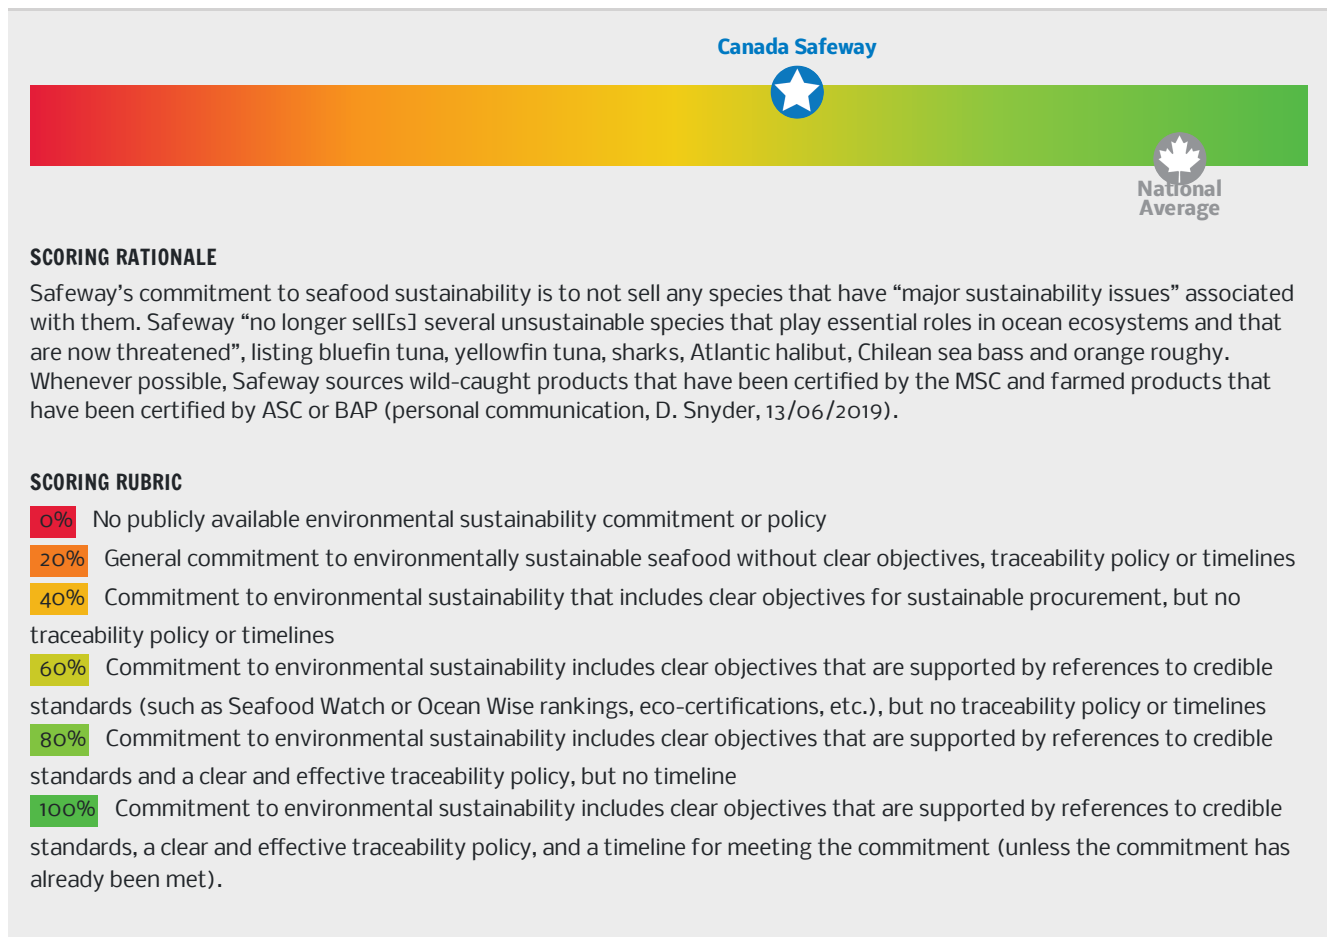 Canada Safeway
National
Average
SCORING RATIONALE
Safeway’s commitment to seafood sustainability is to not sell any species that have “major sustainability issues” associated
with them. Safeway “no longer sell[s] several unsustainable species that play essential roles in ocean ecosystems and that
are now threatened”, listing bluefin tuna, yellowfin tuna, sharks, Atlantic halibut, Chilean sea bass and orange roughy.
Whenever possible, Safeway sources wild-caught products that have been certified by the MSC and farmed products that
have been certified by ASC or BAP (personal communication, D. Snyder, 13/06/2019).
SCORING RUBRIC
0% No publicly available environmental sustainability commitment or policy
20% General commitment to environmentally sustainable seafood without clear objectives, traceability policy or timelines
40% Commitment to environmental sustainability that includes clear objectives for sustainable procurement, but no
traceability policy or timelines
60% Commitment to environmental sustainability includes clear objectives that are supported by references to credible
standards (such as Seafood Watch or Ocean Wise rankings, eco-certifications, etc.), but no traceability policy or timelines
80% Commitment to environmental sustainability includes clear objectives that are supported by references to credible
standards and a clear and effective traceability policy, but no timeline
100% Commitment to environmental sustainability includes clear objectives that are supported by references to credible
standards, a clear and effective traceability policy, and a timeline for meeting the commitment (unless the commitment has
already been met).